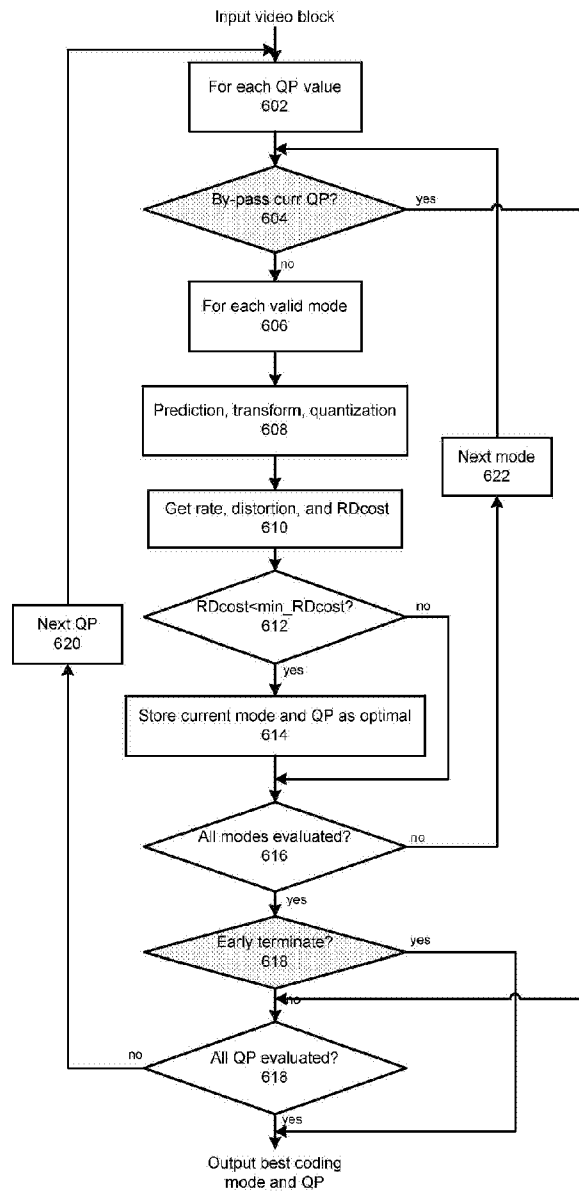 Input video block
For each QP value
602
By-pass curr QP?
604
yes
no
For each valid mode
606
Prediction, transform, quantization
608
Next mode
622
Get rate, distortion, and RDcost
610
RDcost<min_RDcost?
612
no
Next QP
620
yes
Store current mode and QP as optimal
614
All modes evaluated?
616
no
yes
Early terminate?
618
yes
no
All QP evaluated?
618
no
yes
Output best coding
mode and QP